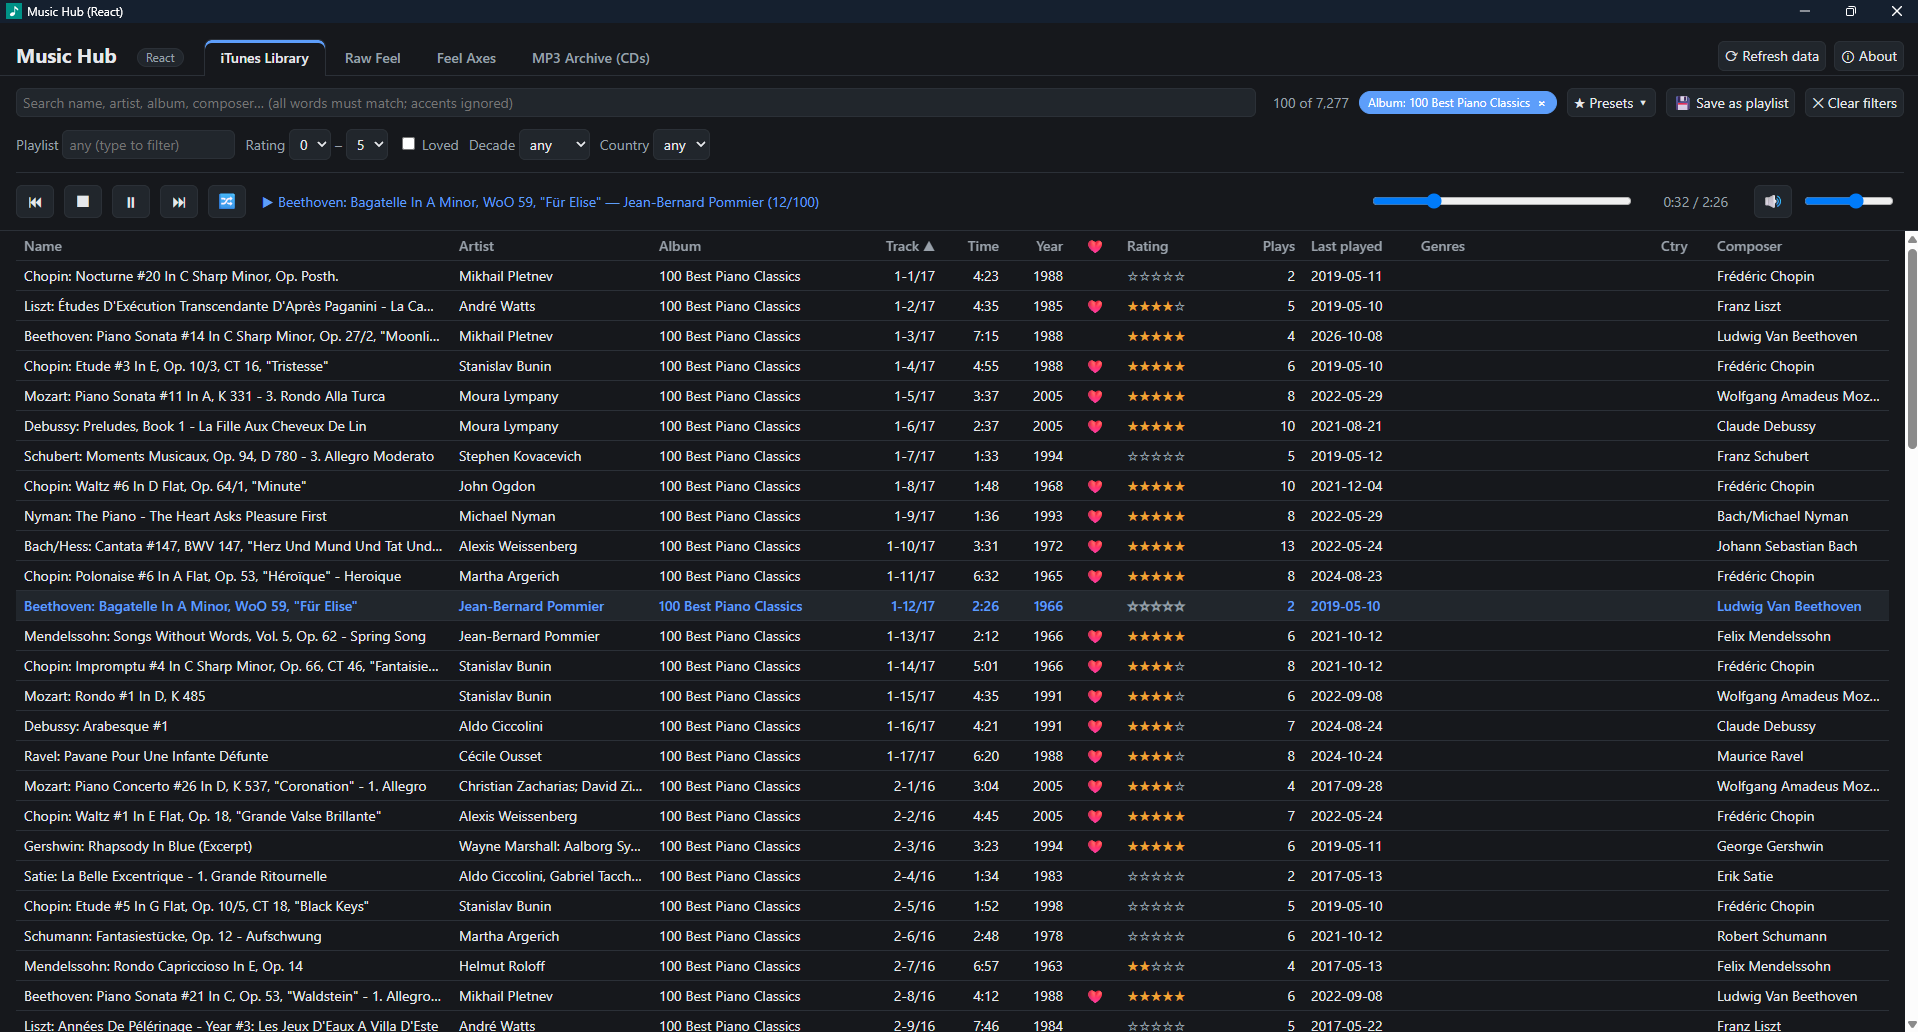 Music Hub (React)
Music Hub React iTunes Library Raw Feel Feel Axes MP3 Archive (CDs) Refresh data About
Search name, artist, album, composer... (all words must match; accents ignored) 100 of 7,277 Album: 100 Best Piano Classics × ★ Presets ▼ Save as playlist Clear filters
Playlist any (type to filter) Rating 0 – 5 Loved Decade any Country any
▶ Beethoven: Bagatelle In A Minor, WoO 59, "Für Elise" — Jean-Bernard Pommier (12/100) 0:32 / 2:26
Name Artist Album Track ▲ Time Year ❤ Rating Plays Last played Genres Ctry Composer
Chopin: Nocturne #20 In C Sharp Minor, Op. Posth. Mikhail Pletnev 100 Best Piano Classics 1-1/17 4:23 1988 ☆☆☆☆☆ 2 2019-05-11 Frédéric Chopin
Liszt: Études D'Exécution Transcendante D'Après Paganini - La Ca... André Watts 100 Best Piano Classics 1-2/17 4:35 1985 ❤ ★★★★☆ 5 2019-05-10 Franz Liszt
Beethoven: Piano Sonata #14 In C Sharp Minor, Op. 27/2, "Moonli... Mikhail Pletnev 100 Best Piano Classics 1-3/17 7:15 1988 ★★★★★ 4 2026-10-08 Ludwig Van Beethoven
Chopin: Etude #3 In E, Op. 10/3, CT 16, "Tristesse" Stanislav Bunin 100 Best Piano Classics 1-4/17 4:55 1988 ❤ ★★★★★ 6 2019-05-10 Frédéric Chopin
Mozart: Piano Sonata #11 In A, K 331 - 3. Rondo Alla Turca Moura Lympany 100 Best Piano Classics 1-5/17 3:37 2005 ❤ ★★★★★ 8 2022-05-29 Wolfgang Amadeus Moz...
Debussy: Preludes, Book 1 - La Fille Aux Cheveux De Lin Moura Lympany 100 Best Piano Classics 1-6/17 2:37 2005 ❤ ★★★★★ 10 2021-08-21 Claude Debussy
Schubert: Moments Musicaux, Op. 94, D 780 - 3. Allegro Moderato Stephen Kovacevich 100 Best Piano Classics 1-7/17 1:33 1994 ☆☆☆☆☆ 5 2019-05-12 Franz Schubert
Chopin: Waltz #6 In D Flat, Op. 64/1, "Minute" John Ogdon 100 Best Piano Classics 1-8/17 1:48 1968 ❤ ★★★★★ 10 2021-12-04 Frédéric Chopin
Nyman: The Piano - The Heart Asks Pleasure First Michael Nyman 100 Best Piano Classics 1-9/17 1:36 1993 ❤ ★★★★★ 8 2022-05-29 Bach/Michael Nyman
Bach/Hess: Cantata #147, BWV 147, "Herz Und Mund Und Tat Und... Alexis Weissenberg 100 Best Piano Classics 1-10/17 3:31 1972 ❤ ★★★★★ 13 2022-05-24 Johann Sebastian Bach
Chopin: Polonaise #6 In A Flat, Op. 53, "Héroïque" - Heroique Martha Argerich 100 Best Piano Classics 1-11/17 6:32 1965 ❤ ★★★★★ 8 2024-08-23 Frédéric Chopin
Beethoven: Bagatelle In A Minor, WoO 59, "Für Elise" Jean-Bernard Pommier 100 Best Piano Classics 1-12/17 2:26 1966 ☆☆☆☆☆ 2 2019-05-10 Ludwig Van Beethoven
Mendelssohn: Songs Without Words, Vol. 5, Op. 62 - Spring Song Jean-Bernard Pommier 100 Best Piano Classics 1-13/17 2:12 1966 ❤ ★★★★★ 6 2021-10-12 Felix Mendelssohn
Chopin: Impromptu #4 In C Sharp Minor, Op. 66, CT 46, "Fantaisie... Stanislav Bunin 100 Best Piano Classics 1-14/17 5:01 1966 ❤ ★★★★☆ 8 2021-10-12 Frédéric Chopin
Mozart: Rondo #1 In D, K 485 Stanislav Bunin 100 Best Piano Classics 1-15/17 4:35 1991 ❤ ★★★★☆ 6 2022-09-08 Wolfgang Amadeus Moz...
Debussy: Arabesque #1 Aldo Ciccolini 100 Best Piano Classics 1-16/17 4:21 1991 ❤ ★★★★☆ 7 2024-08-24 Claude Debussy
Ravel: Pavane Pour Une Infante Défunte Cécile Ousset 100 Best Piano Classics 1-17/17 6:20 1988 ❤ ★★★★☆ 8 2024-10-24 Maurice Ravel
Mozart: Piano Concerto #26 In D, K 537, "Coronation" - 1. Allegro Christian Zacharias; David Zi... 100 Best Piano Classics 2-1/16 3:04 2005 ❤ ★★★★☆ 4 2017-09-28 Wolfgang Amadeus Moz...
Chopin: Waltz #1 In E Flat, Op. 18, "Grande Valse Brillante" Alexis Weissenberg 100 Best Piano Classics 2-2/16 4:45 2005 ❤ ★★★★★ 7 2022-05-24 Frédéric Chopin
Gershwin: Rhapsody In Blue (Excerpt) Wayne Marshall: Aalborg Sy... 100 Best Piano Classics 2-3/16 3:23 1994 ❤ ★★★★★ 6 2019-05-11 George Gershwin
Satie: La Belle Excentrique - 1. Grande Ritournelle Aldo Ciccolini, Gabriel Tacch... 100 Best Piano Classics 2-4/16 1:34 1983 ☆☆☆☆☆ 2 2017-05-13 Erik Satie
Chopin: Etude #5 In G Flat, Op. 10/5, CT 18, "Black Keys" Stanislav Bunin 100 Best Piano Classics 2-5/16 1:52 1998 ☆☆☆☆☆ 5 2019-05-10 Frédéric Chopin
Schumann: Fantasiestücke, Op. 12 - Aufschwung Martha Argerich 100 Best Piano Classics 2-6/16 2:48 1978 ☆☆☆☆☆ 6 2021-10-12 Robert Schumann
Mendelssohn: Rondo Capriccioso In E, Op. 14 Helmut Roloff 100 Best Piano Classics 2-7/16 6:57 1963 ★★☆☆☆ 4 2017-05-13 Felix Mendelssohn
Beethoven: Piano Sonata #21 In C, Op. 53, "Waldstein" - 1. Allegro... Mikhail Pletnev 100 Best Piano Classics 2-8/16 4:12 1988 ❤ ★★★★★ 6 2022-09-08 Ludwig Van Beethoven
Liszt: Années De Pélérinage - Year #3: Les Jeux D'Eaux A Villa D'Este André Watts 100 Best Piano Classics 2-9/16 7:46 1984 ☆☆☆☆☆ 5 2017-05-22 Franz Liszt